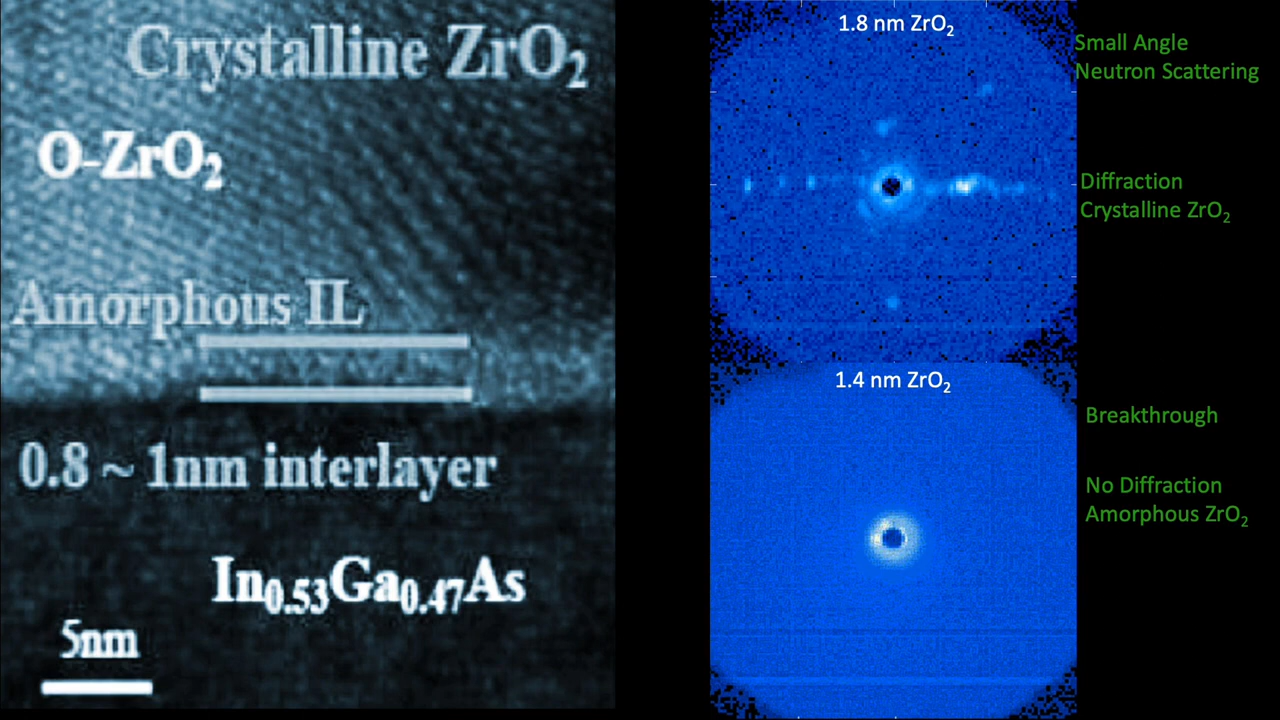 Crystalline ZrO₂
O-ZrO₂
Amorphous IL
0.8 ~ 1nm interlayer
In₀.₅₃Ga₀.₄₇As
5nm
1.8 nm ZrO₂
Small Angle
Neutron Scattering
Diffraction
Crystalline ZrO₂
1.4 nm ZrO₂
Breakthrough
No Diffraction
Amorphous ZrO₂